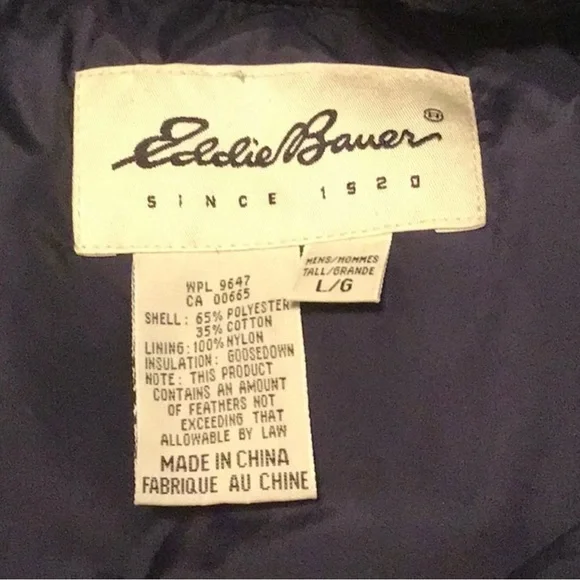 Eddie Bauer®
SINCE 1920
MENS/HOMMES
TALL/GRANDE
L/G
WPL 9647
CA 00665
SHELL: 65% POLYESTER
35% COTTON
LINING: 100% NYLON
INSULATION: GOOSEDOWN
NOTE: THIS PRODUCT
CONTAINS AN AMOUNT
OF FEATHERS NOT
EXCEEDING THAT
ALLOWABLE BY LAW
MADE IN CHINA
FABRIQUE AU CHINE